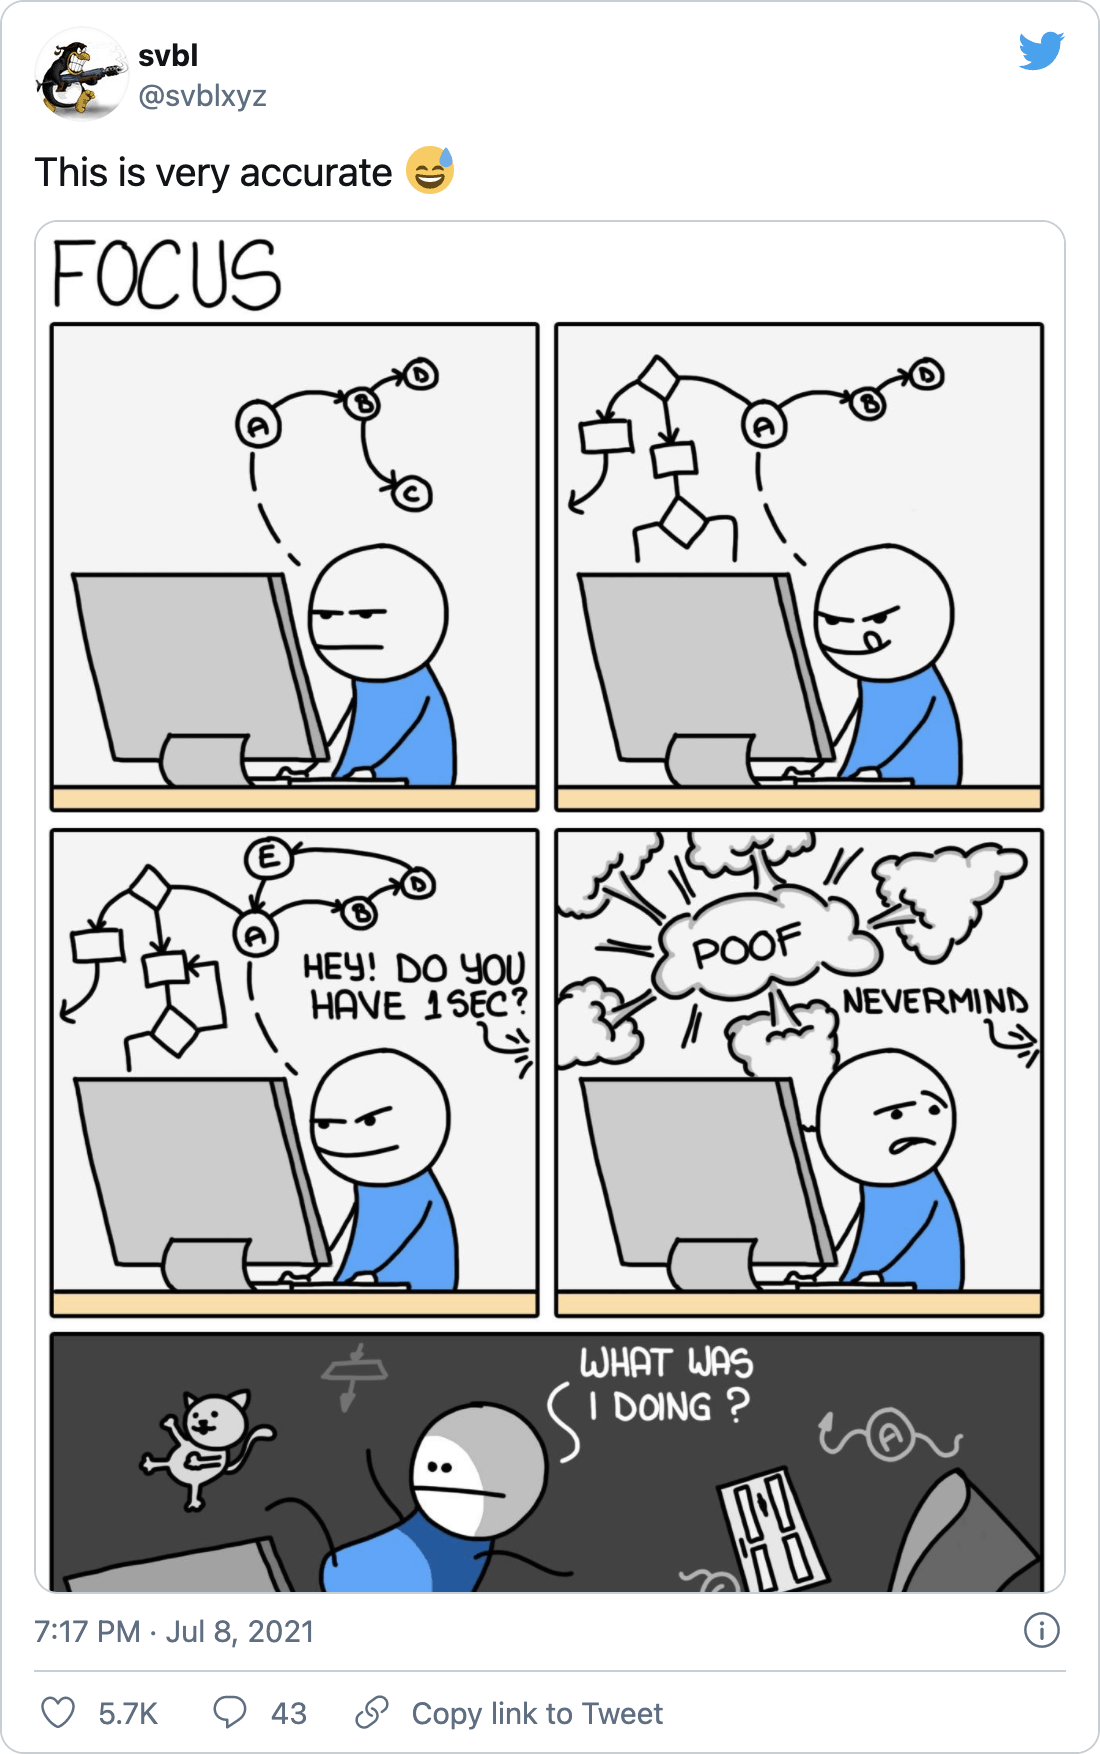 svbl
@svblxyz
This is very accurate 😅
FOCUS
A B D
C
A B D
E
A B D
HEY! DO YOU
HAVE 1 SEC?
POOF
NEVERMIND
WHAT WAS
I DOING ?
A
7:17 PM · Jul 8, 2021
5.7K 43 Copy link to Tweet